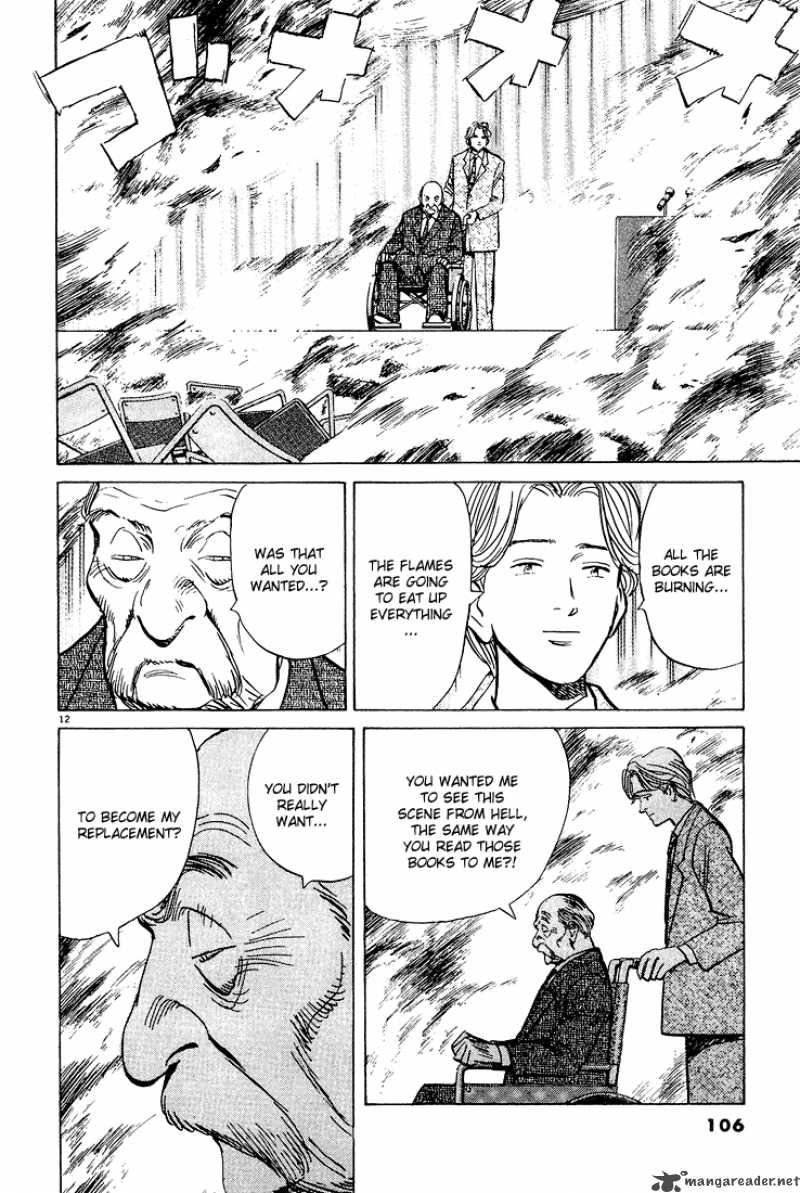 ゴォオオ
ALL THE
BOOKS ARE
BURNING...
THE FLAMES
ARE GOING
TO EAT UP
EVERYTHING
...
WAS THAT
ALL YOU
WANTED...?
12
YOU WANTED ME
TO SEE THIS
SCENE FROM HELL,
THE SAME WAY
YOU READ THOSE
BOOKS TO ME?!
YOU DIDN'T
REALLY
WANT...
TO BECOME MY
REPLACEMENT?
106
mangareader.net